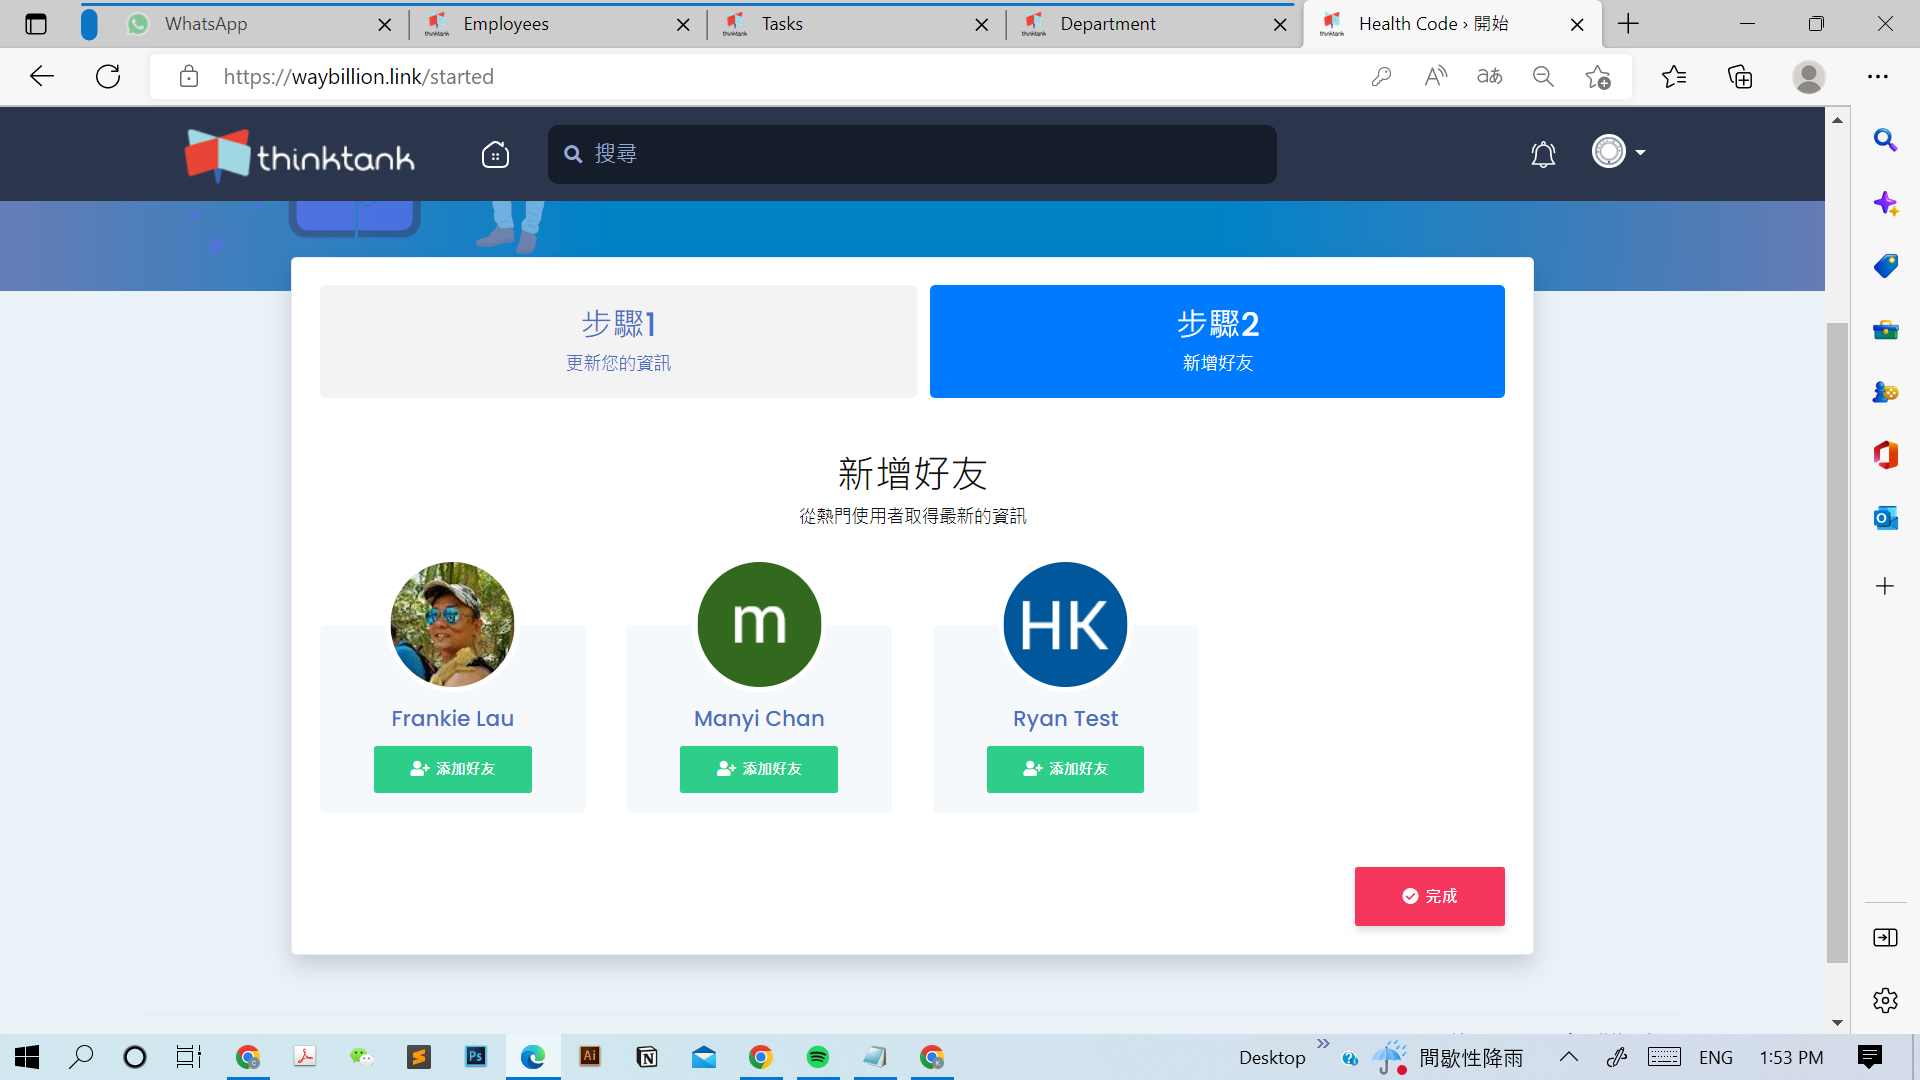 WhatsApp
Employees
Tasks
Department
Health Code › 開始
https://waybillion.link/started
thinktank
搜尋
步驟1
更新您的資訊
步驟2
新增好友
新增好友
從熱門使用者取得最新的資訊
m
HK
Frankie Lau
Manyi Chan
Ryan Test
添加好友
添加好友
添加好友
完成
Desktop
間歇性降雨
ENG
1:53 PM